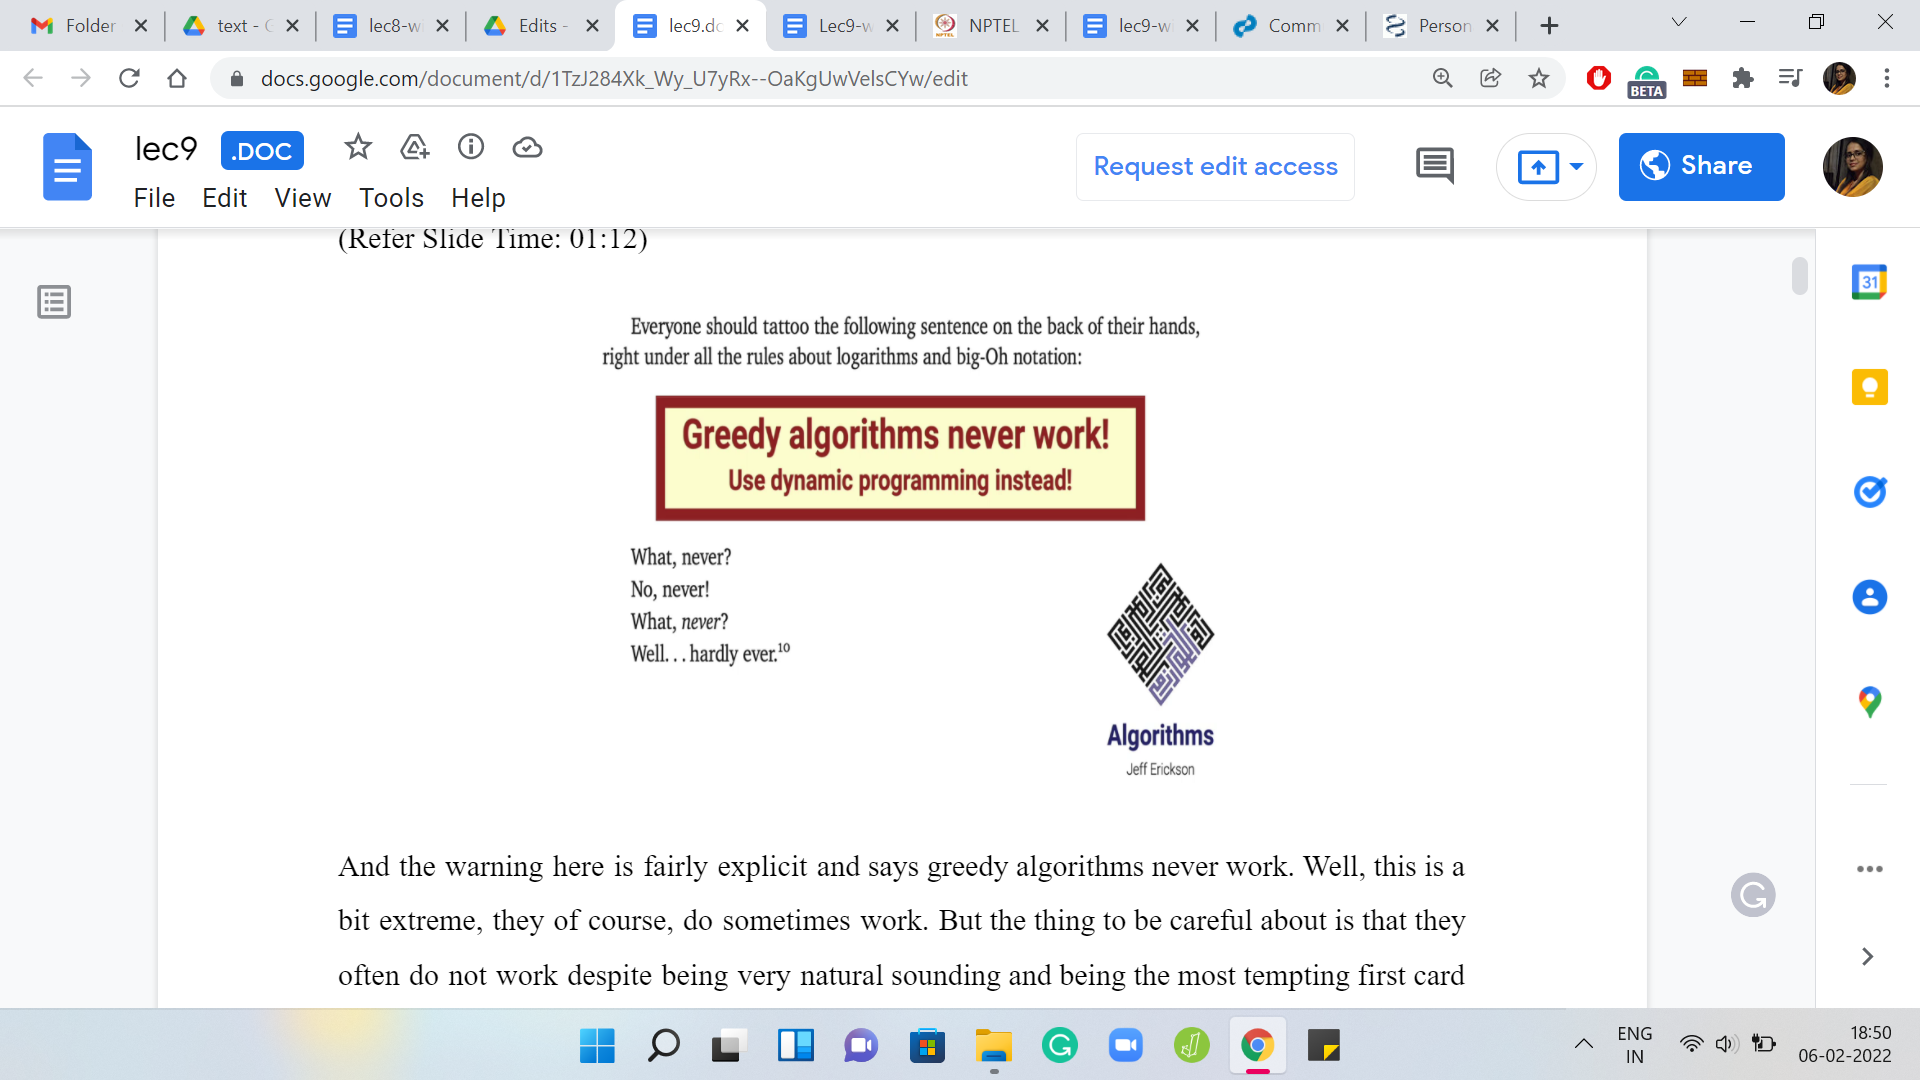 Folder
text - G
lec8-w
Edits -
lec9.dc
Lec9-w
NPTEL
lec9-w
Comm
Person
docs.google.com/document/d/1TzJ284Xk_Wy_U7yRx--OaKgUwVelsCYw/edit
BETA
lec9 .DOC
File Edit View Tools Help
Request edit access
Share
31
(Refer Slide Time: 01:12)
Everyone should tattoo the following sentence on the back of their hands,
right under all the rules about logarithms and big-Oh notation:
Greedy algorithms never work!
Use dynamic programming instead!
What, never?
No, never!
What, never?
Well. . . hardly ever.10
Algorithms
Jeff Erickson
And the warning here is fairly explicit and says greedy algorithms never work. Well, this is a
bit extreme, they of course, do sometimes work. But the thing to be careful about is that they
often do not work despite being very natural sounding and being the most tempting first card
ENG
IN
18:50
06-02-2022